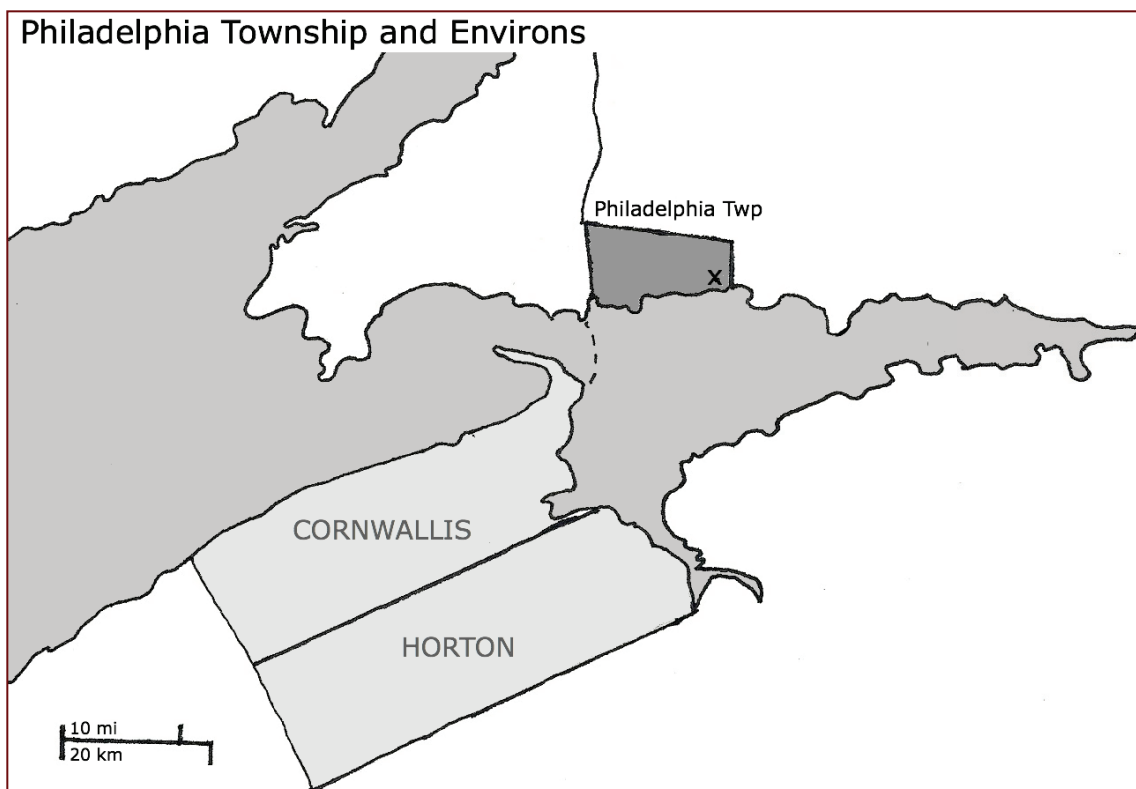 Philadelphia Township and Environs
Philadelphia Twp
x
CORNWALLIS
HORTON
10 mi
20 km